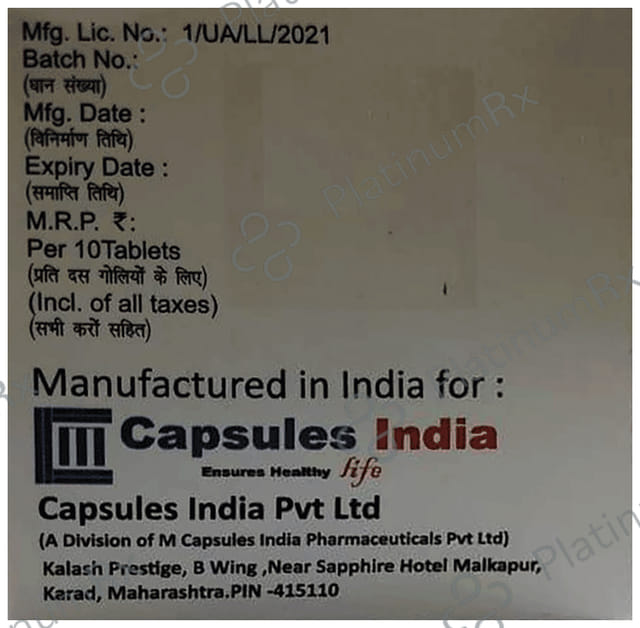 Mfg. Lic. No.: 1/UA/LL/2021
Batch No.:
(घान संख्या)
Mfg. Date :
(विनिर्माण तिथि)
Expiry Date :
(समाप्ति तिथि)
M.R.P. ₹:
Per 10Tablets
(प्रति दस गोलियों के लिए)
(Incl. of all taxes)
(सभी करों सहित)
Manufactured in India for :
Capsules India
Ensures Healthy life
Capsules India Pvt Ltd
(A Division of M Capsules India Pharmaceuticals Pvt Ltd)
Kalash Prestige, B Wing ,Near Sapphire Hotel Malkapur,
Karad, Maharashtra.PIN -415110
PlatinumRx
PlatinumRx